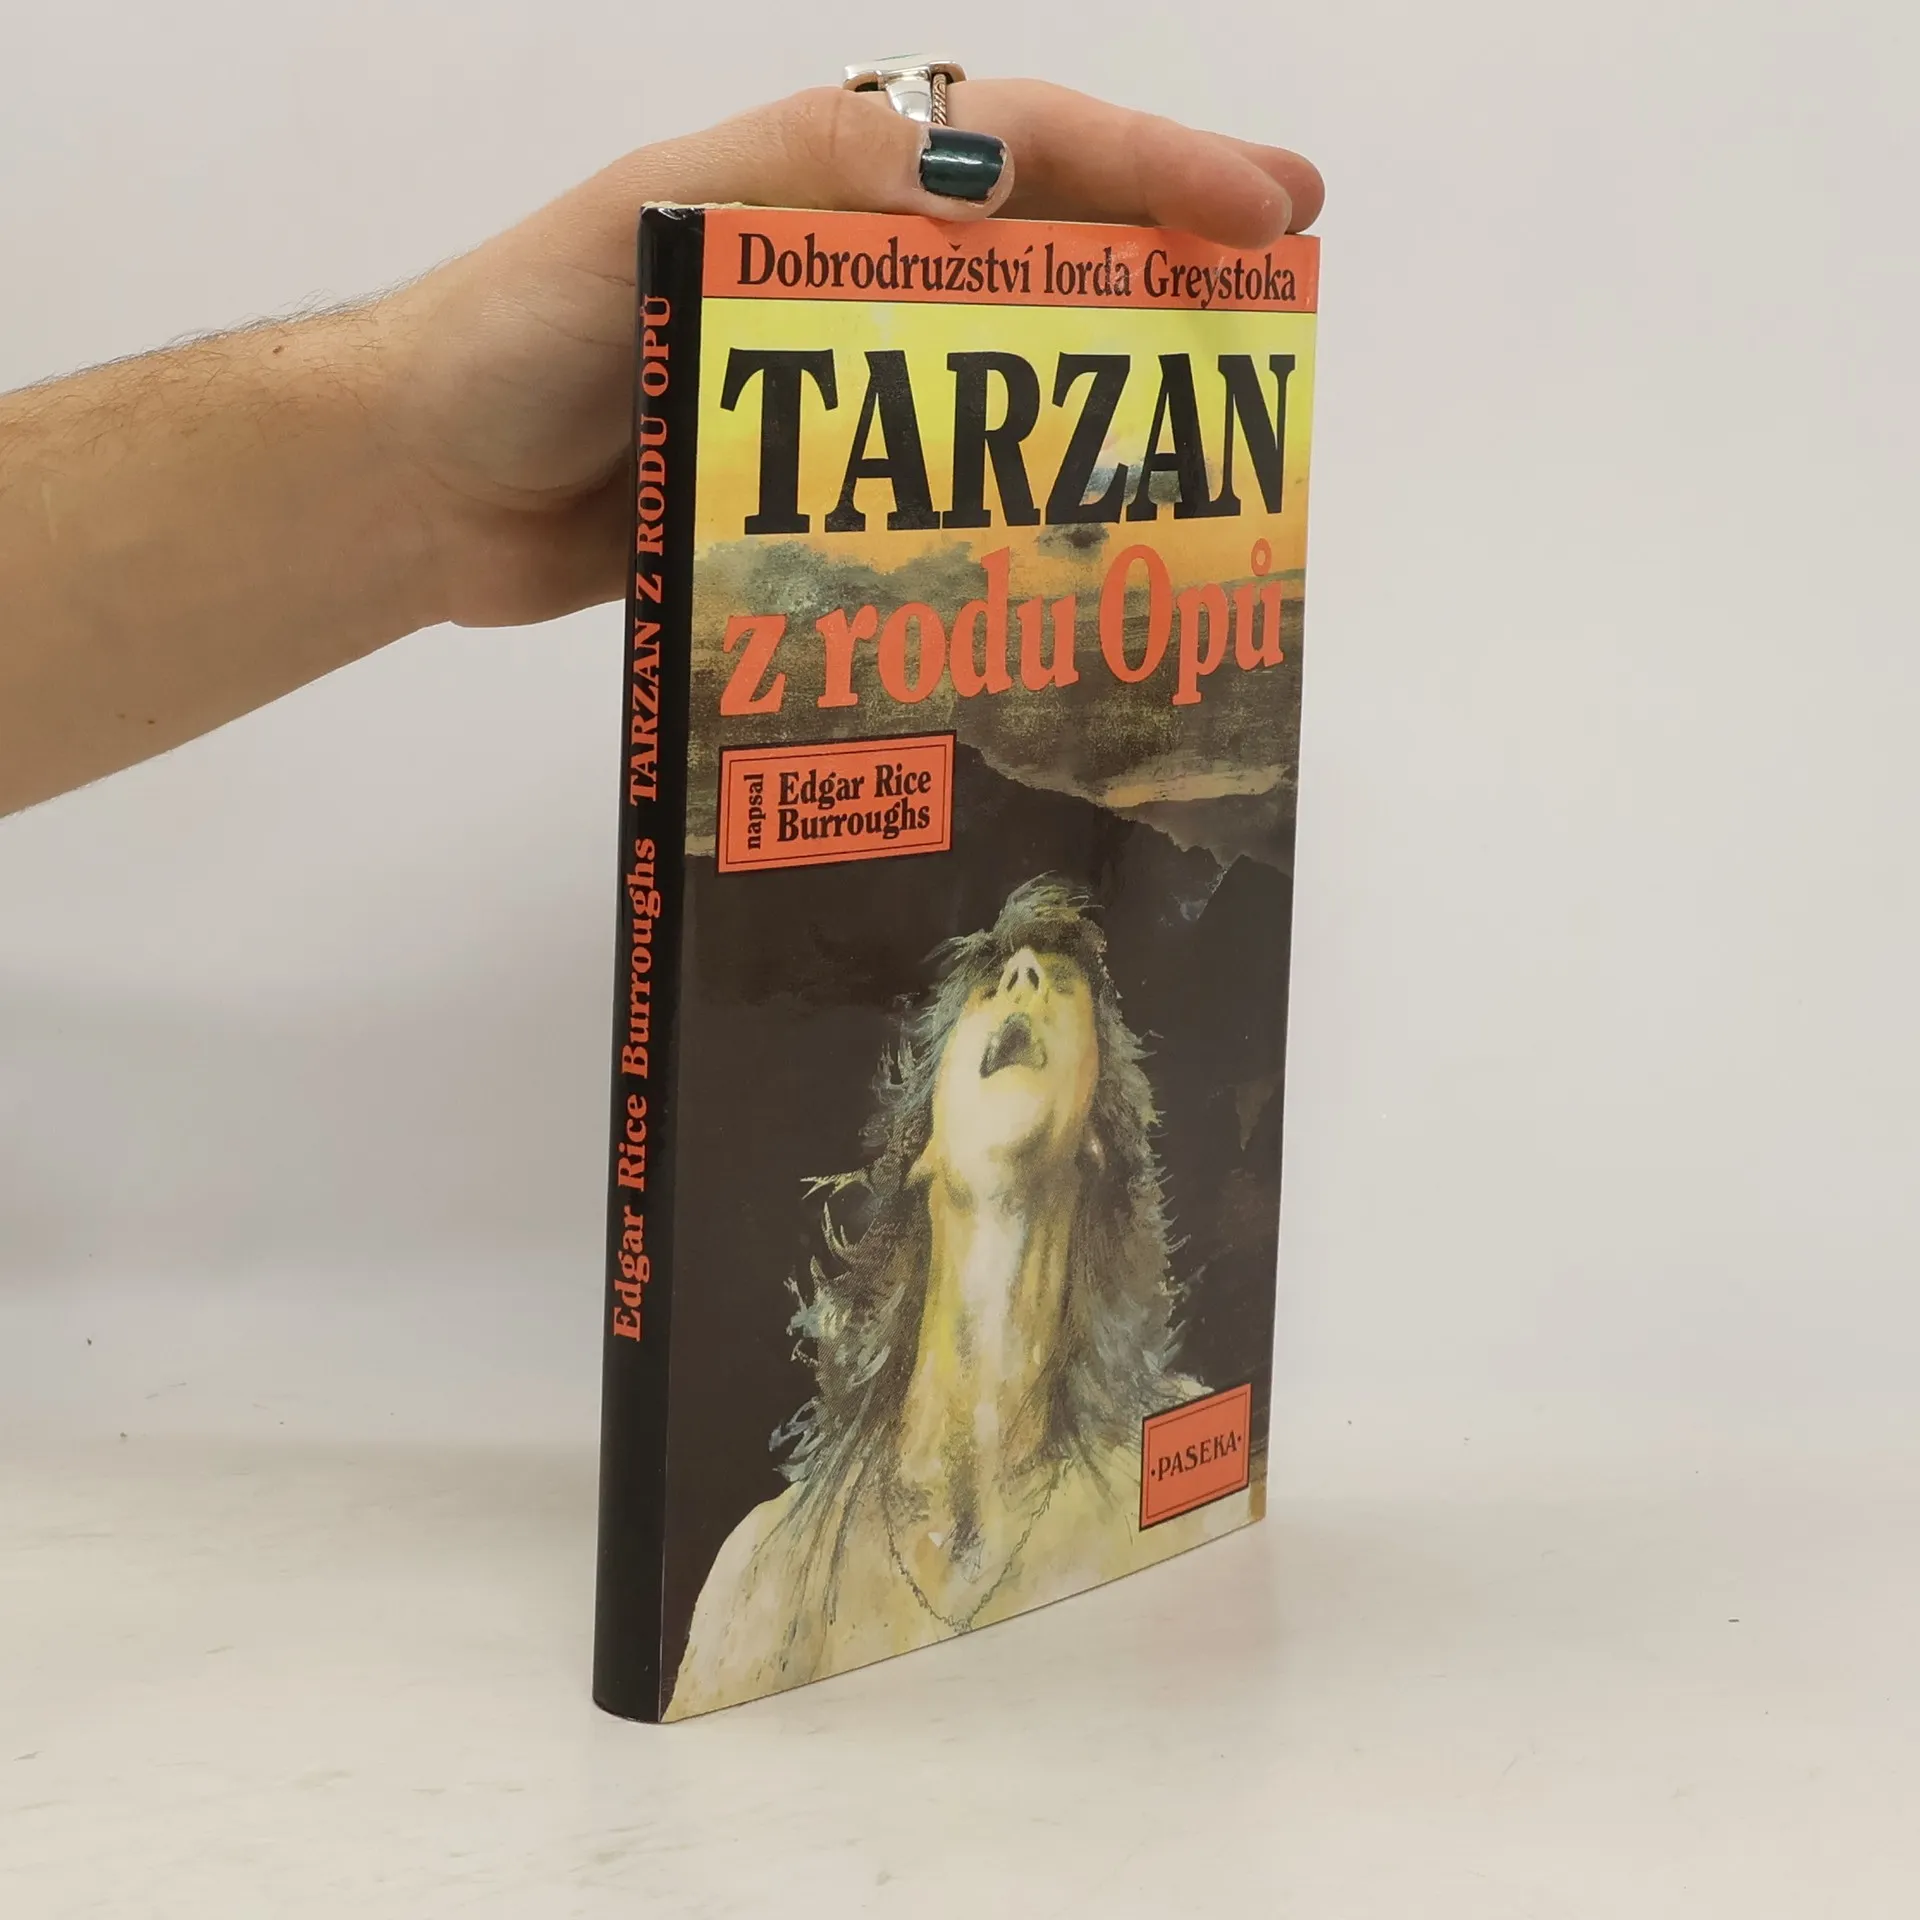 Dobrodružství lorda Greystoka
TARZAN
z rodu Opů
napsal
Edgar Rice
Burroughs
·PASEKA·
Edgar Rice Burroughs TARZAN Z RODU OPŮ